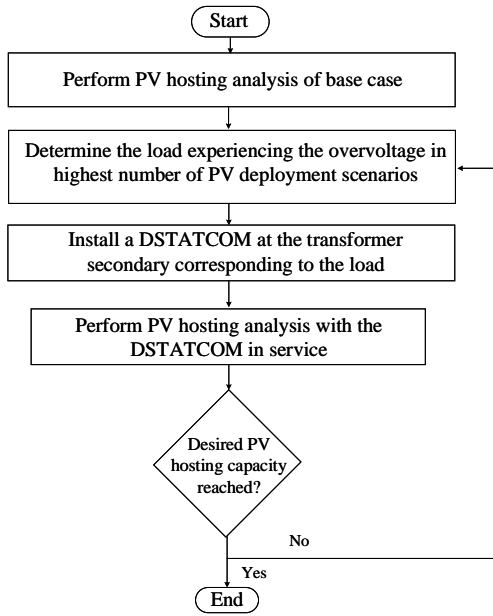 Start
Perform PV hosting analysis of base case
Determine the load experiencing the overvoltage in
highest number of PV deployment scenarios
Install a DSTATCOM at the transformer
secondary corresponding to the load
Perform PV hosting analysis with the
DSTATCOM in service
Desired PV
hosting capacity
reached?
No
Yes
End